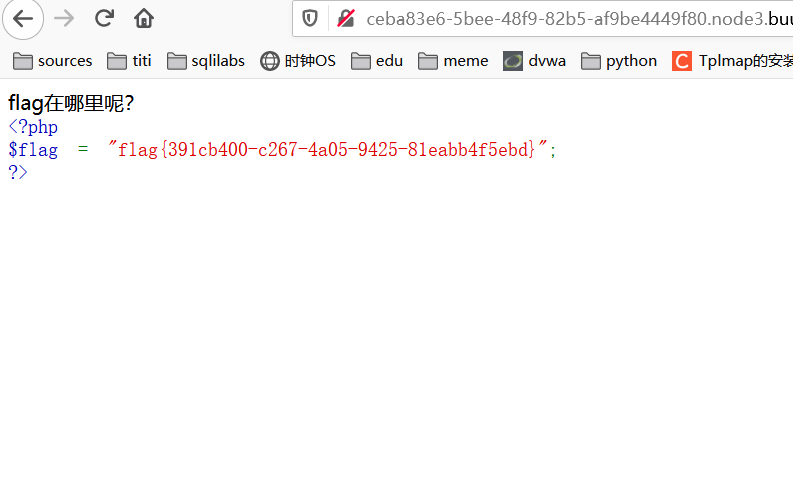 ceba83e6-5bee-48f9-82b5-af9be4449f80.node3.buu
sources titi sqlilabs 时钟OS edu meme dvwa python Tplmap的安装
flag在哪里呢?
<?php
$flag = "flag{391cb400-c267-4a05-9425-81eabb4f5ebd}";
?>